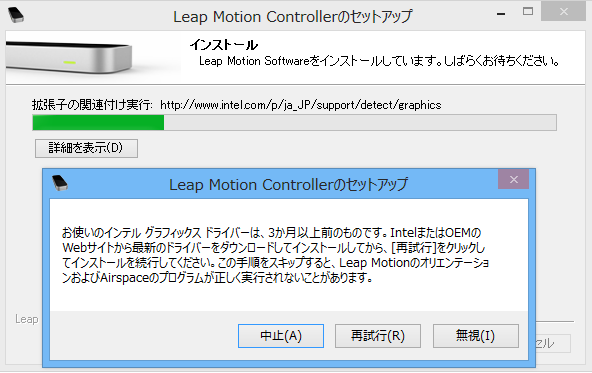 Leap Motion Controllerのセットアップ
インストール
Leap Motion Softwareをインストールしています。しばらくお待ちください。
拡張子の関連付け実行: http://www.intel.com/p/ja_JP/support/detect/graphics
詳細を表示(D)
Leap Motion Controllerのセットアップ
お使いのインテル グラフィックス ドライバーは、3か月以上前のものです。IntelまたはOEMの
Webサイトから最新のドライバーをダウンロードしてインストールしてから、[再試行]をクリックし
てインストールを続行してください。この手順をスキップすると、Leap Motionのオリエンテーショ
ンおよびAirspaceのプログラムが正しく実行されないことがあります。
Leap
中止(A)
再試行(R)
無視(I)
セル